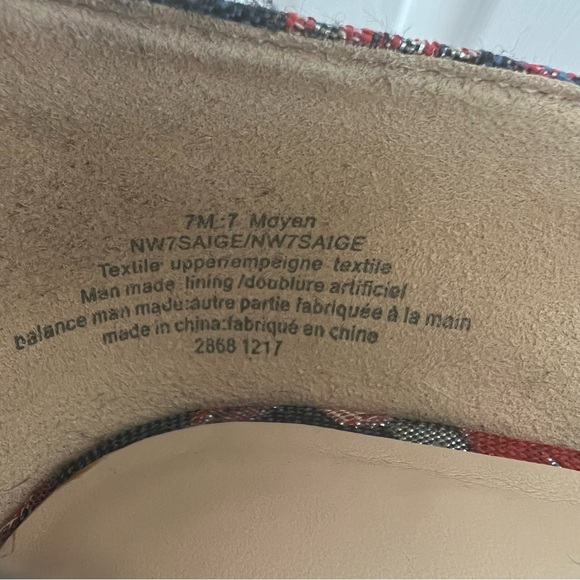 7M :7 Moyen
NW7SAIGE/NW7SAIGE
Textile upper/empeigne textile
Man made lining /doublure artificiel
balance man made:autre partie fabriquée à la main
made in china:fabriqué en chine
2868 1217